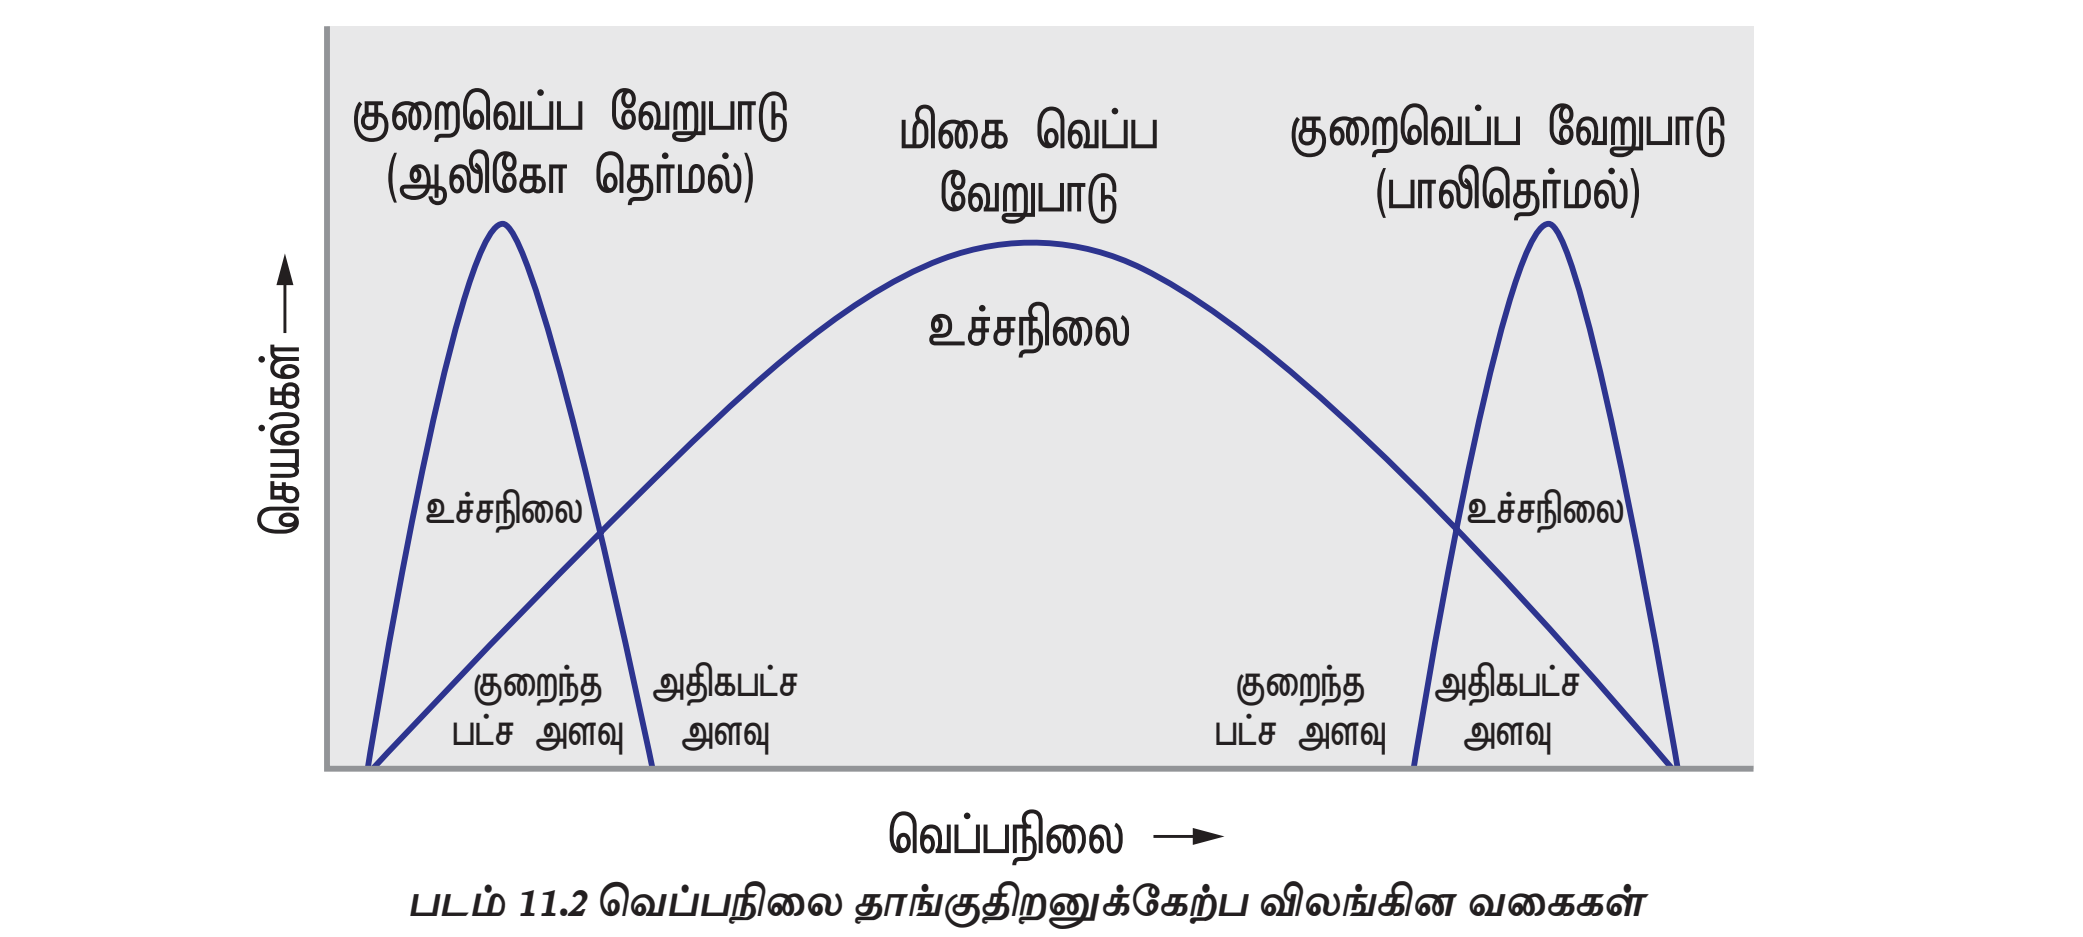 குறைவெப்ப வேறுபாடு
(ஆலிகோ தெர்மல்)
மிகை வெப்ப
வேறுபாடு
குறைவெப்ப வேறுபாடு
(பாலிதெர்மல்)
உச்சநிலை
உச்சநிலை
உச்சநிலை
செயல்கள்
குறைந்த
பட்ச அளவு
அதிகபட்ச
அளவு
குறைந்த
பட்ச அளவு
அதிகபட்ச
அளவு
வெப்பநிலை
படம் 11.2 வெப்பநிலை தாங்குதிறனுக்கேற்ப விலங்கின வகைகள்